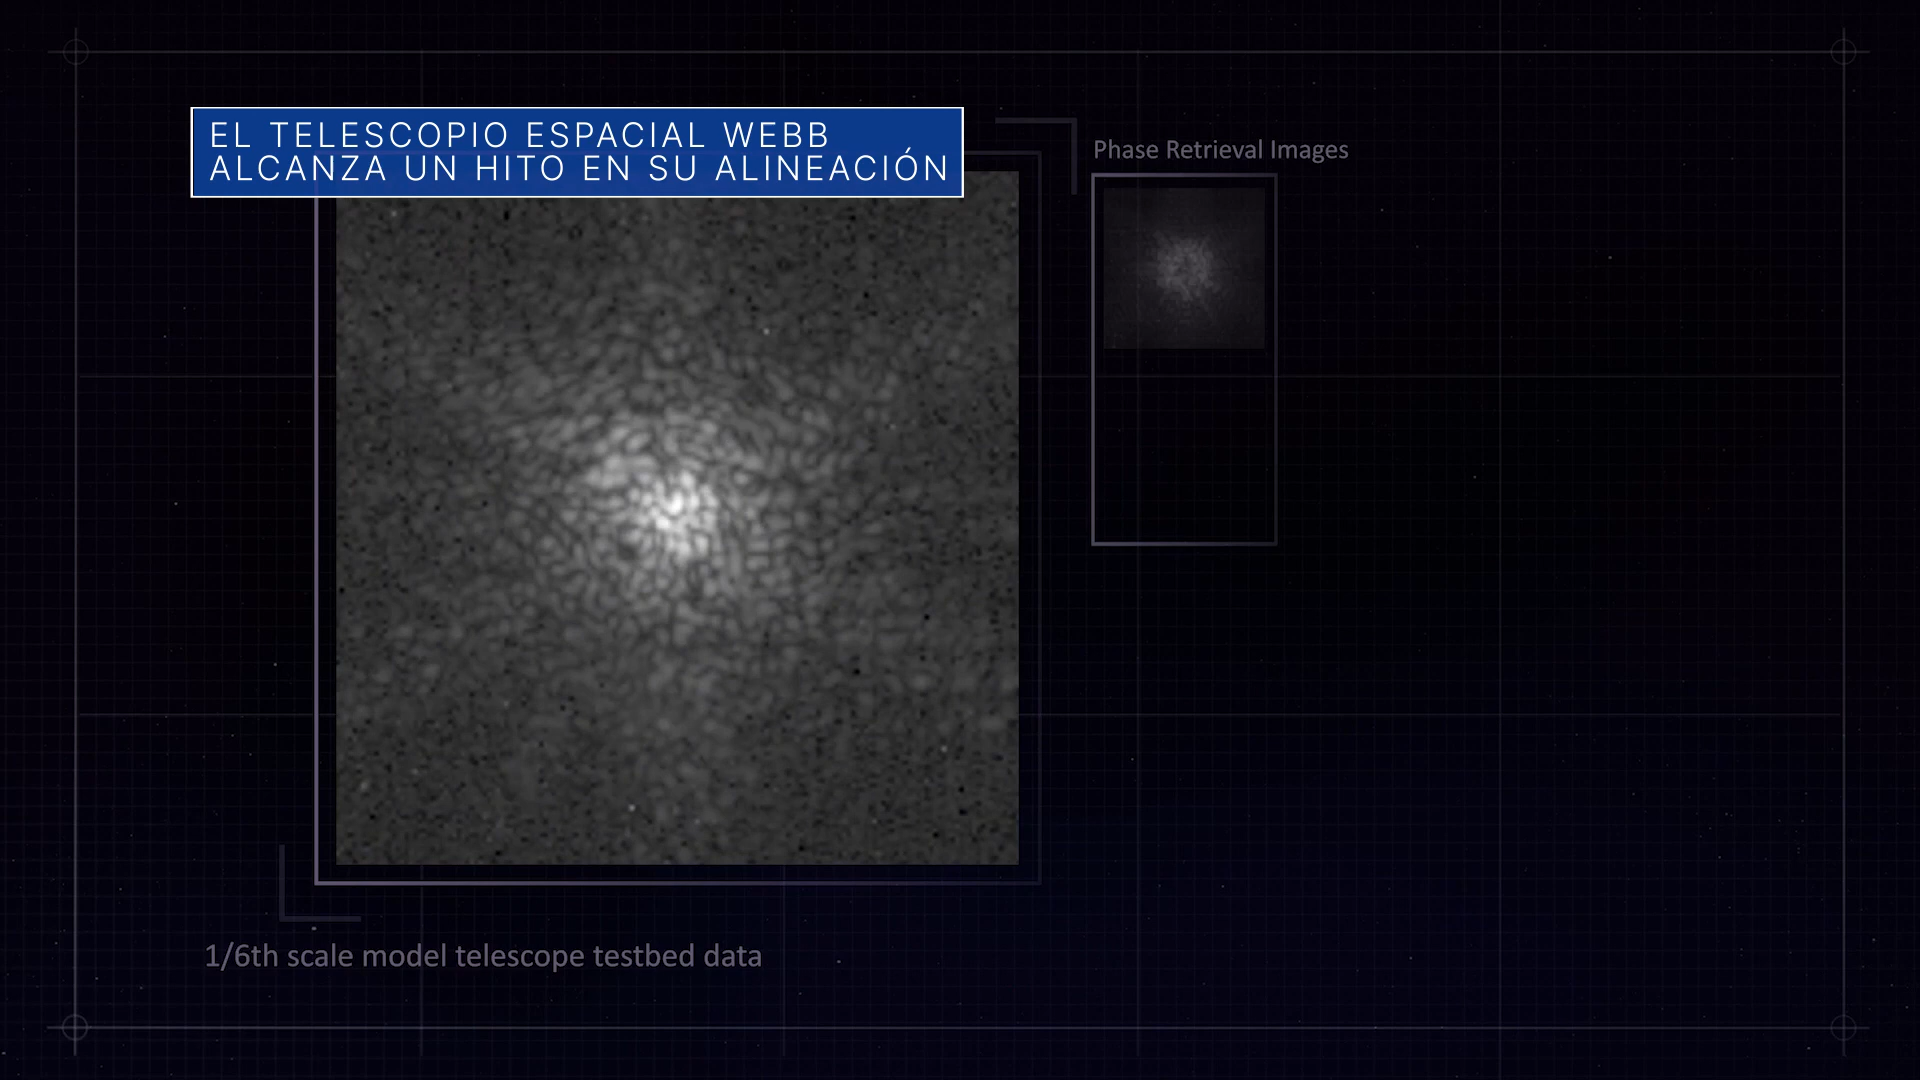 EL TELESCOPIO ESPACIAL WEBB
ALCANZA UN HITO EN SU ALINEACIÓN
Phase Retrieval Images
1/6th scale model telescope testbed data